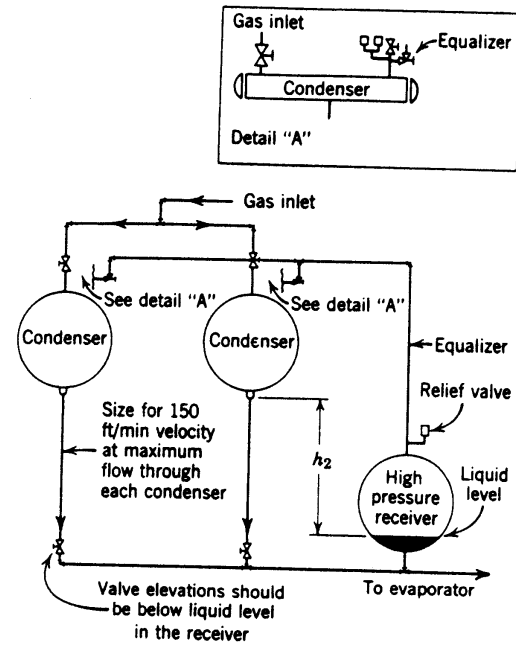 Gas inlet
Equalizer
Condenser
Detail "A"
Gas inlet
See detail "A"
See detail "A"
Condenser
Condenser
Equalizer
Relief valve
Size for 150
ft/min velocity
at maximum
flow through
each condenser
h2
High
pressure
receiver
Liquid
level
To evaporator
Valve elevations should
be below liquid level
in the receiver